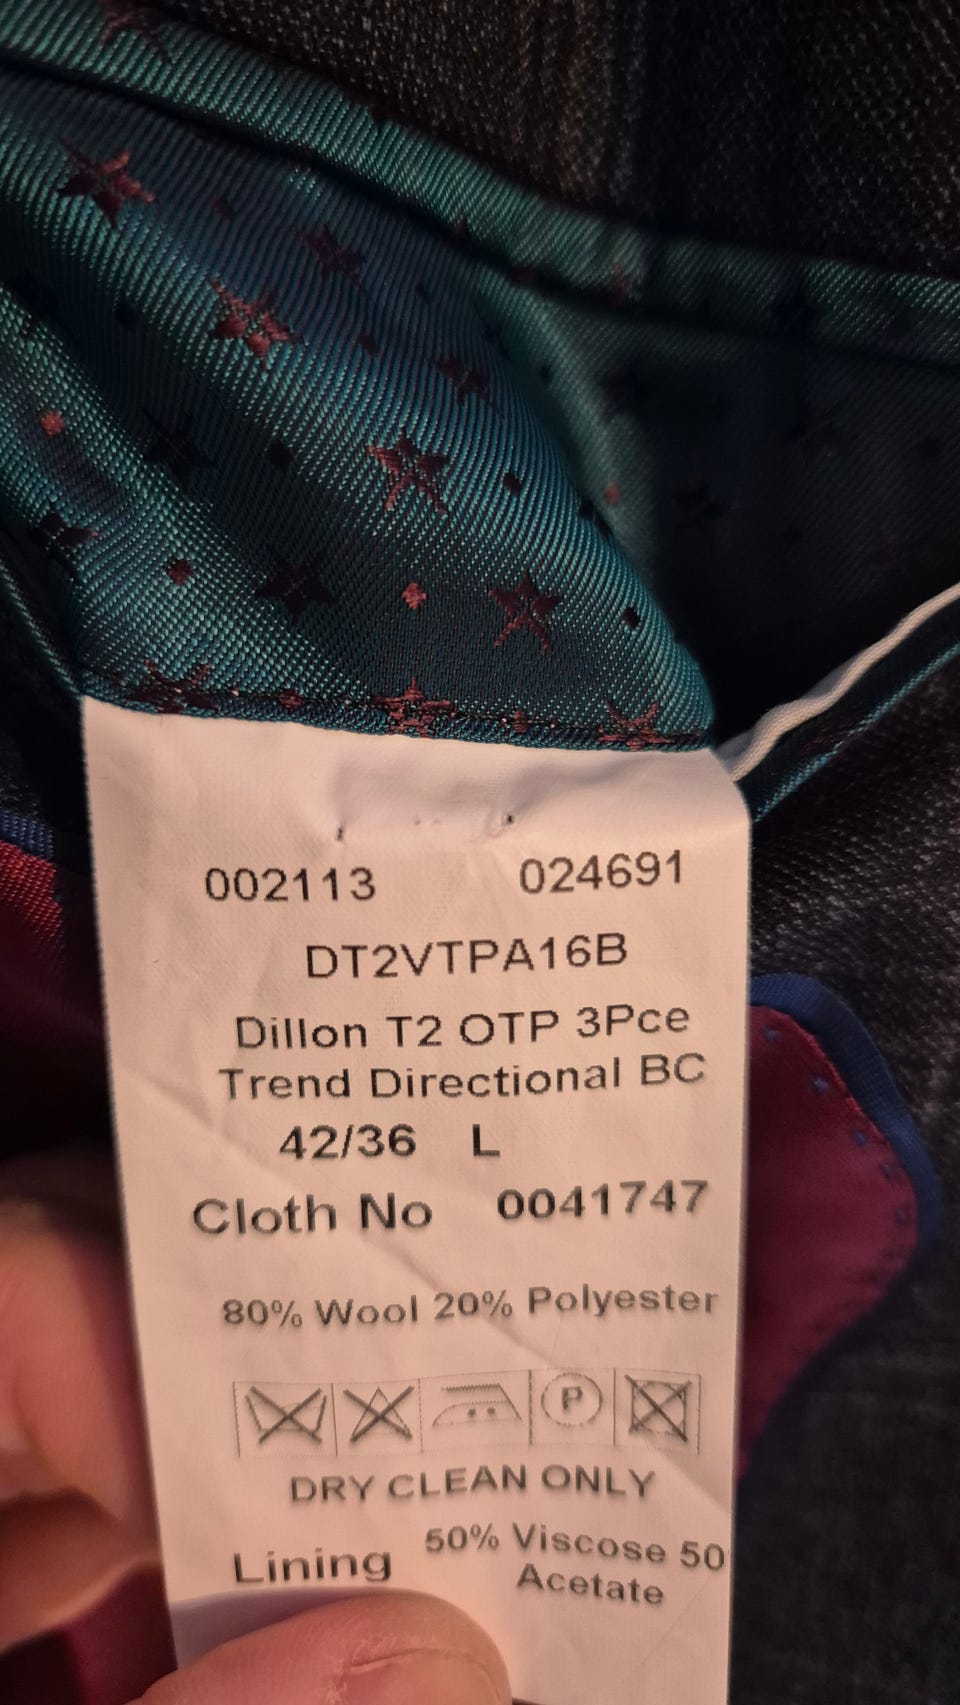 002113 024691
DT2VTPA16B
Dillon T2 OTP 3Pce
Trend Directional BC
42/36 L
Cloth No 0041747
80% Wool 20% Polyester
P
DRY CLEAN ONLY
Lining 50% Viscose 50
Acetate